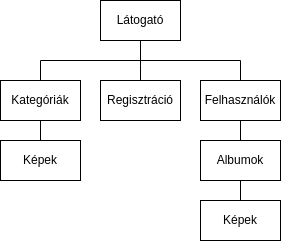 Látogató
Kategóriák
Regisztráció
Felhasználók
Képek
Albumok
Képek